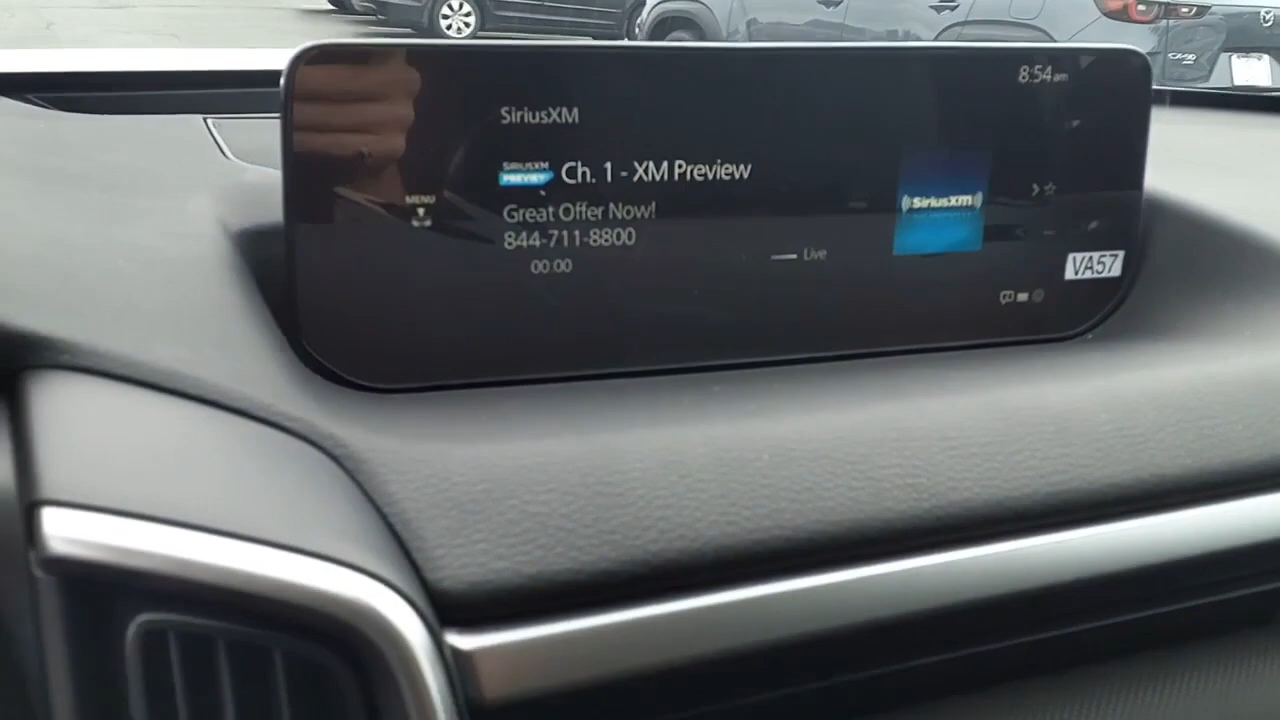 8:54am
SiriusXM
SIRIUSXM PREVIEW
Ch. 1 - XM Preview
Great Offer Now!
844-711-8800
00:00
Live
MENU
SiriusXM
VA57